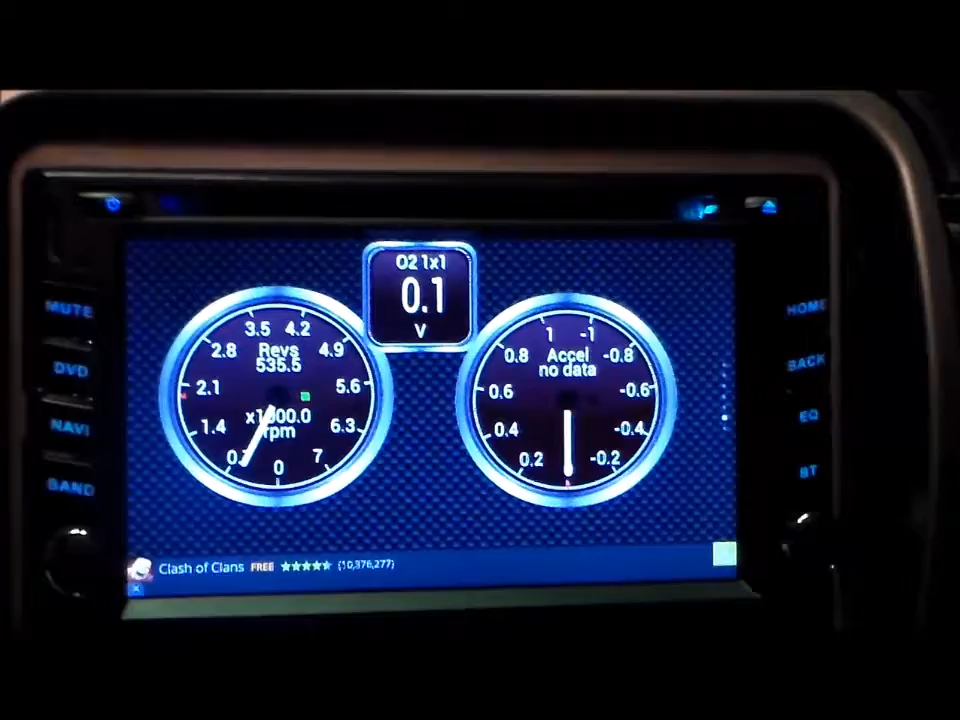 MUTE
DVD
NAVI
BAND
O2 1x1
0.1
V
3.5 4.2
2.8 4.9
Revs
535.5
2.1 5.6
x1000.0
rpm
1.4 6.3
0 7
1 -1
0.8 -0.8
Accel
no data
0.6 -0.6
0.4 -0.4
0.2 -0.2
HOME
BACK
EQ
BT
Clash of Clans FREE (10,376,277)